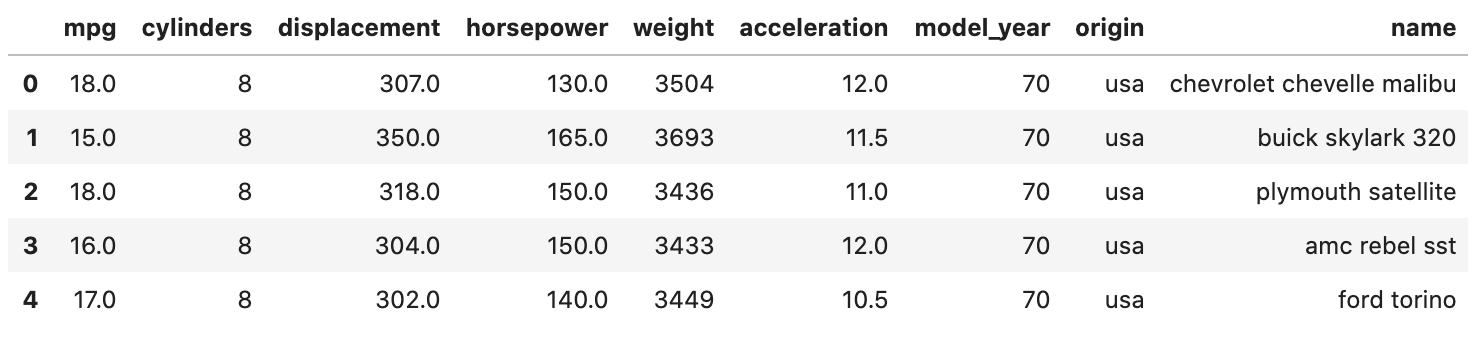 mpg cylinders displacement horsepower weight acceleration model_year origin name
0 18.0 8 307.0 130.0 3504 12.0 70 usa chevrolet chevelle malibu
1 15.0 8 350.0 165.0 3693 11.5 70 usa buick skylark 320
2 18.0 8 318.0 150.0 3436 11.0 70 usa plymouth satellite
3 16.0 8 304.0 150.0 3433 12.0 70 usa amc rebel sst
4 17.0 8 302.0 140.0 3449 10.5 70 usa ford torino